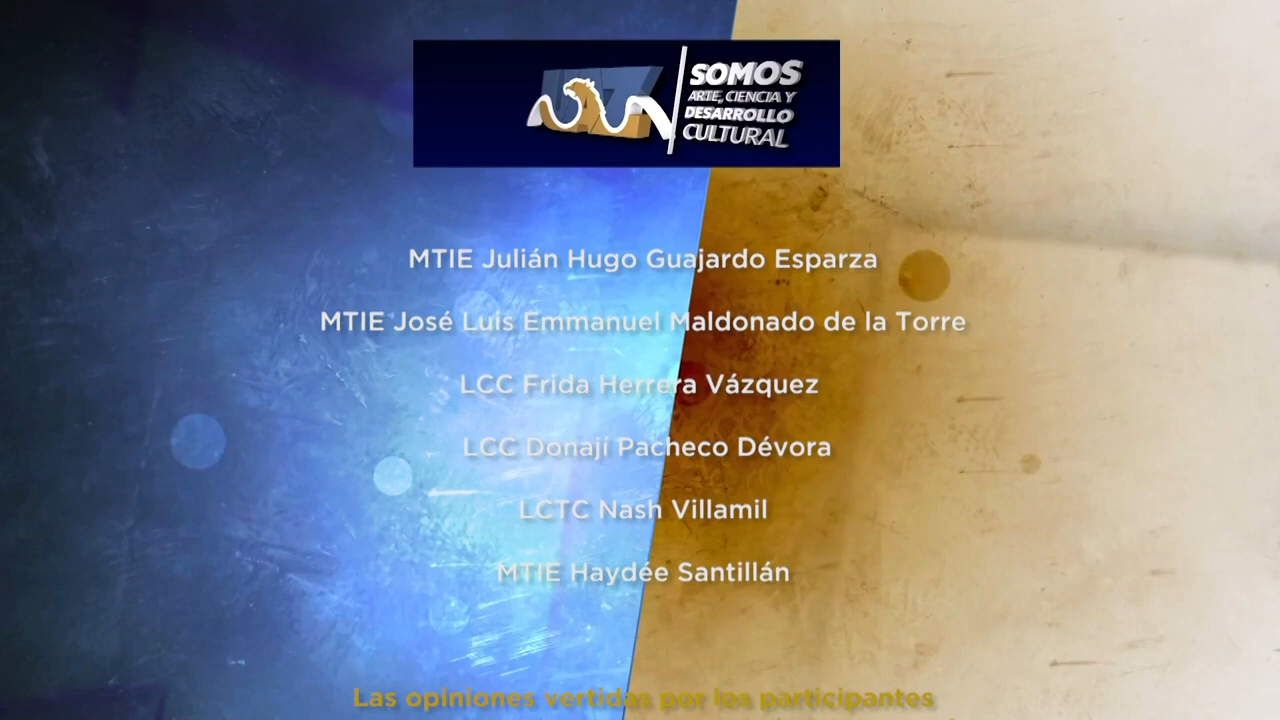 SOMOS
ARTE, CIENCIA Y
DESARROLLO
CULTURAL
MTIE Julián Hugo Guajardo Esparza
MTIE José Luis Emmanuel Maldonado de la Torre
LCC Frida Herrera Vázquez
LCC Donají Pacheco Dévora
LCTC Nash Villamil
MTIE Haydée Santillán
Las opiniones vertidas por los participantes